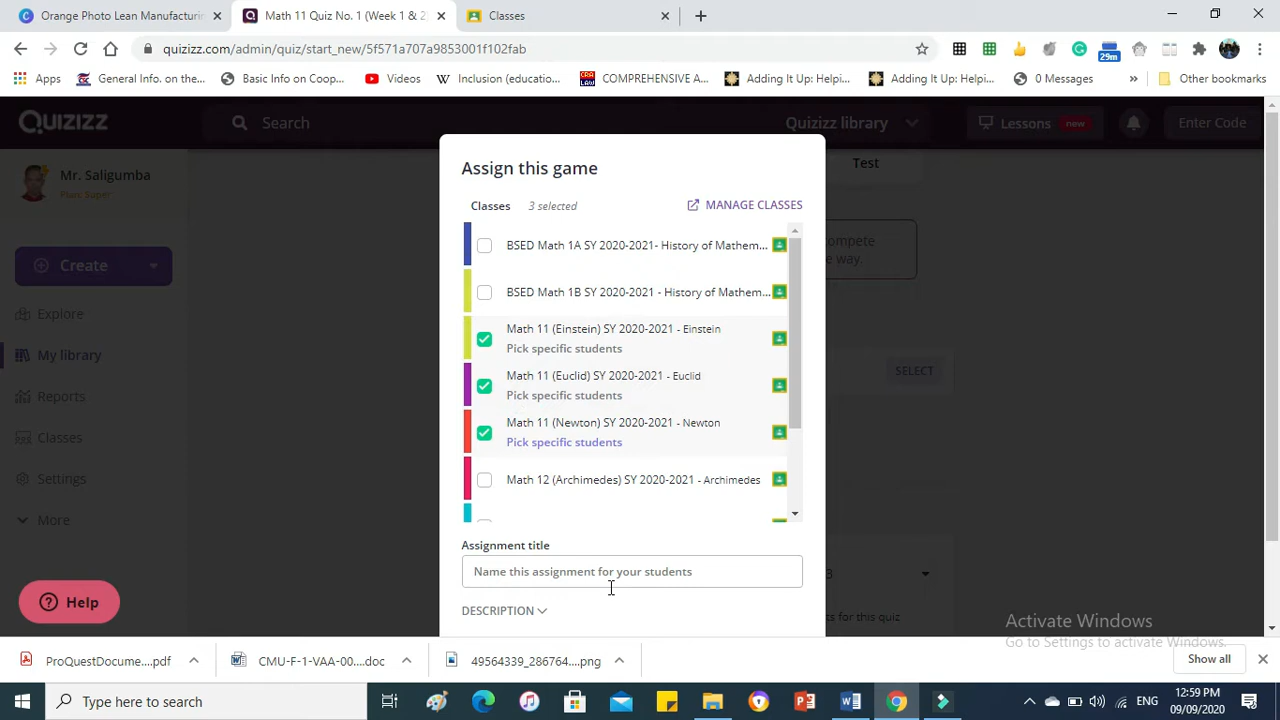 Orange Photo Lean Manufacturin
Math 11 Quiz No. 1 (Week 1 & 2)
Classes
quizizz.com/admin/quiz/start_new/5f571a707a9853001f102fab
29m
Apps
General Info. on the...
Basic Info on Coop...
Videos
Inclusion (educatio...
COMPREHENSIVE A...
Adding It Up: Helpi...
Adding It Up: Helpi...
0 Messages
Other bookmarks
Quizizz
Search
Quizizz library
Lessons new
Enter Code
Mr. Saligumba
Plan: Super
Create
Explore
My library
Reports
Classes
Settings
More
Help
Test
compete
e way.
SELECT
3
ts for this quiz
Assign this game
Classes 3 selected
MANAGE CLASSES
BSED Math 1A SY 2020-2021- History of Mathem...
BSED Math 1B SY 2020-2021 - History of Mathem...
Math 11 (Einstein) SY 2020-2021 - Einstein
Pick specific students
Math 11 (Euclid) SY 2020-2021 - Euclid
Pick specific students
Math 11 (Newton) SY 2020-2021 - Newton
Pick specific students
Math 12 (Archimedes) SY 2020-2021 - Archimedes
Assignment title
Name this assignment for your students
DESCRIPTION
Activate Windows
Go to Settings to activate Windows.
ProQuestDocume....pdf
CMU-F-1-VAA-00....doc
49564339_286764....png
Show all
Type here to search
ENG
12:59 PM
09/09/2020